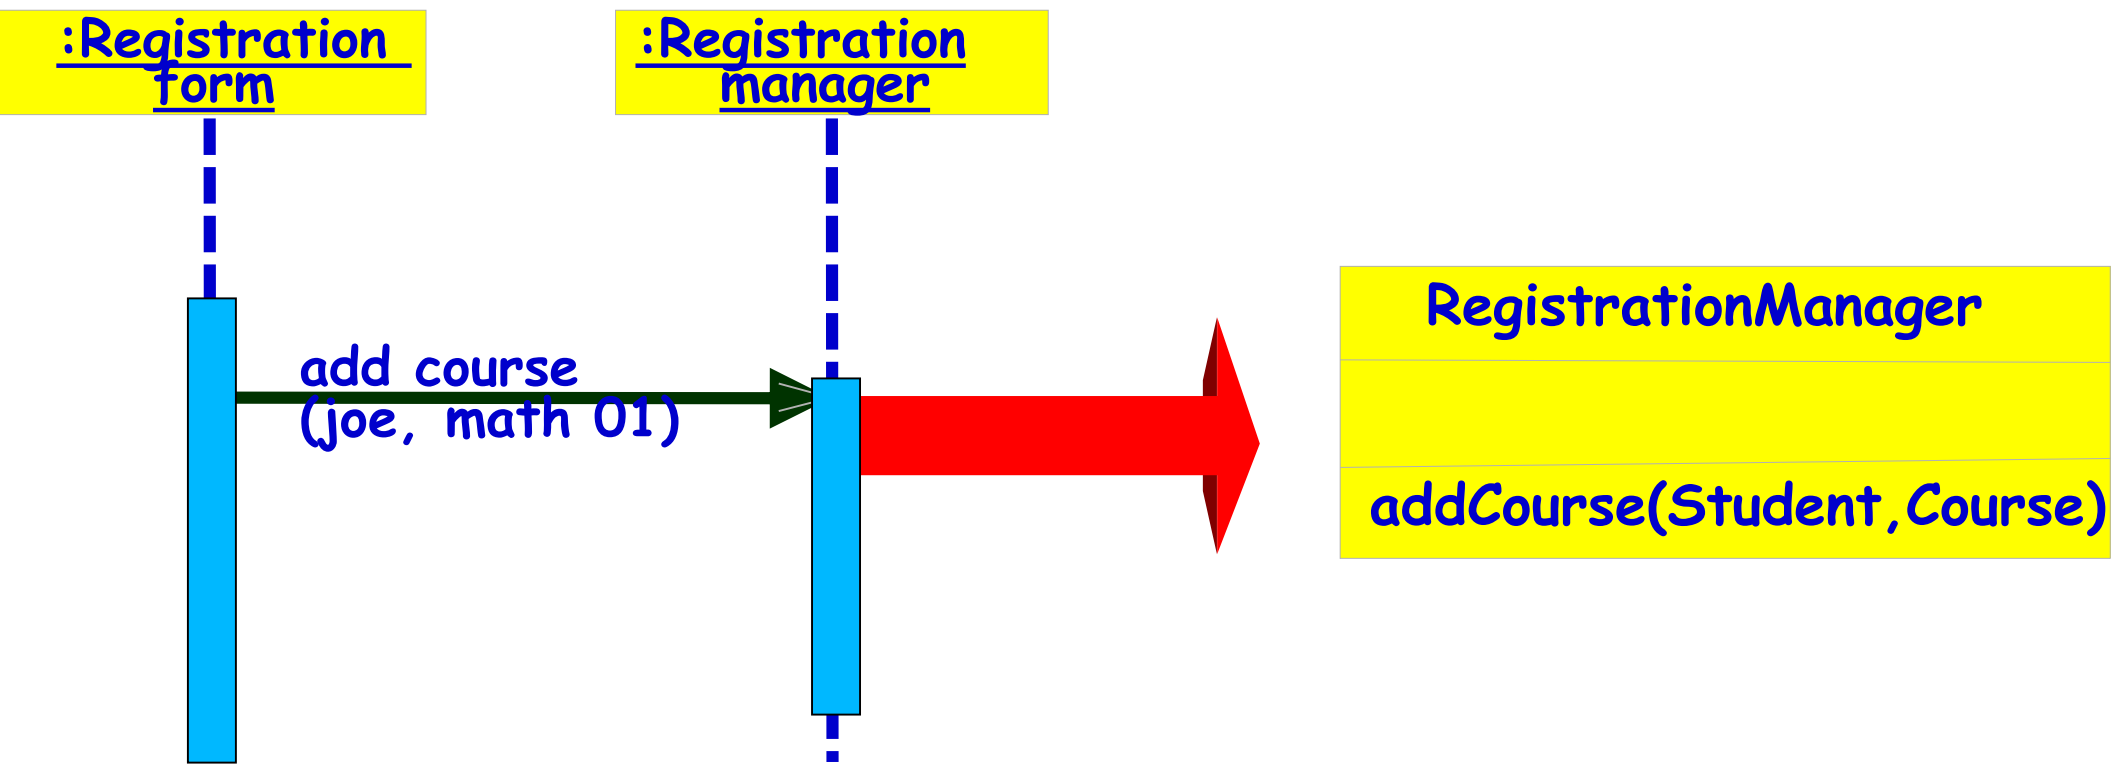 :Registration
form
:Registration
manager
add course
(joe, math 01)
RegistrationManager
addCourse(Student,Course)